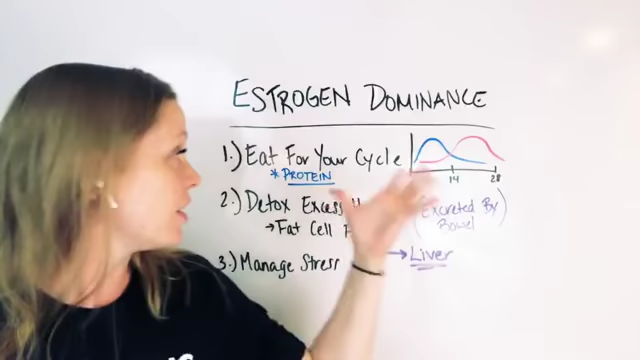 ESTROGEN DOMINANCE
1.) Eat For Your Cycle
* PROTEIN
14 28
2.) Detox
→ Fat Cell
(Excreted By
Bowel)
3.) Manage Stress
→ Liver